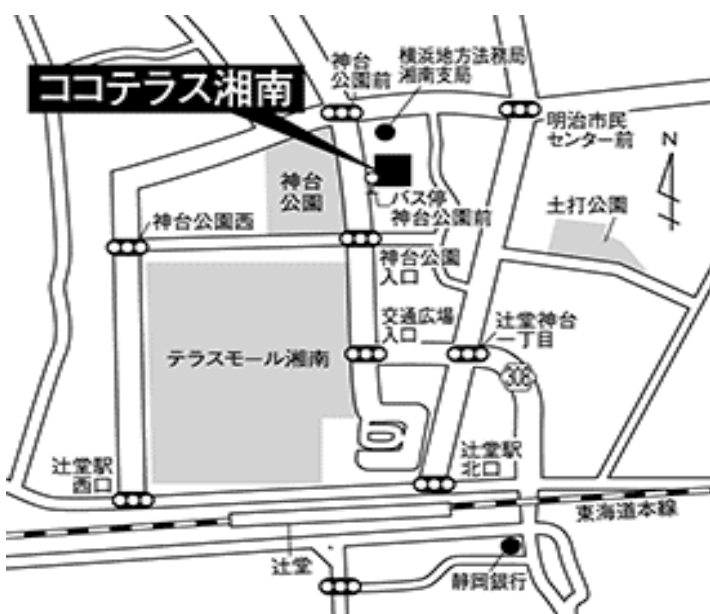 神台
公園前
横浜地方法務局
湘南支局
ココテラス湘南
明治市民
センター前
N
神台
公園
バス停
神台公園前
土打公園
神台公園西
神台公園
入口
交通広場
入口
辻堂神台
一丁目
テラスモール湘南
308
辻堂駅
西口
辻堂駅
北口
東海道本線
辻堂
静岡銀行